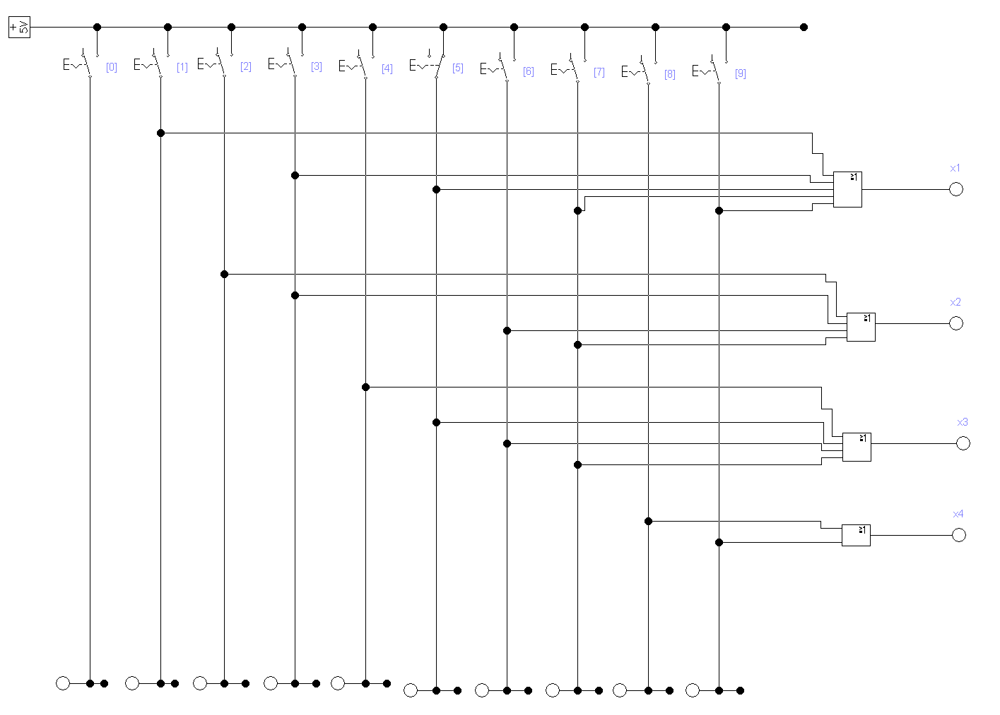 + 5V
[0] [1] [2] [3] [4] [5] [6] [7] [8] [9]
x1
≥1
x2
≥1
x3
≥1
x4
≥1